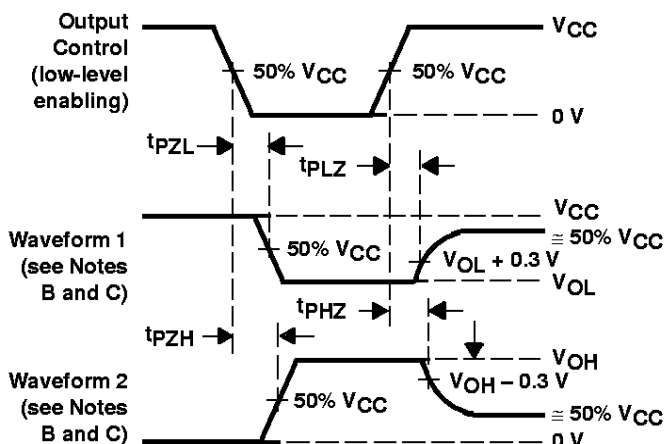 Output
Control
(low-level
enabling)
50% VCC
50% VCC
VCC
0 V
tPZL
tPLZ
Waveform 1
(see Notes
B and C)
50% VCC
VCC
≅ 50% VCC
VOL + 0.3 V
VOL
tPZH
tPHZ
Waveform 2
(see Notes
B and C)
50% VCC
VOH
VOH – 0.3 V
≅ 50% VCC
0 V